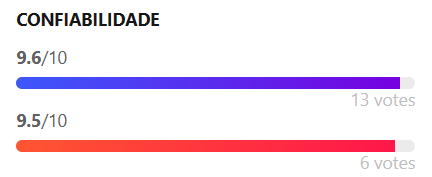 CONFIABILIDADE
9.6/10
13 votes
9.5/10
6 votes